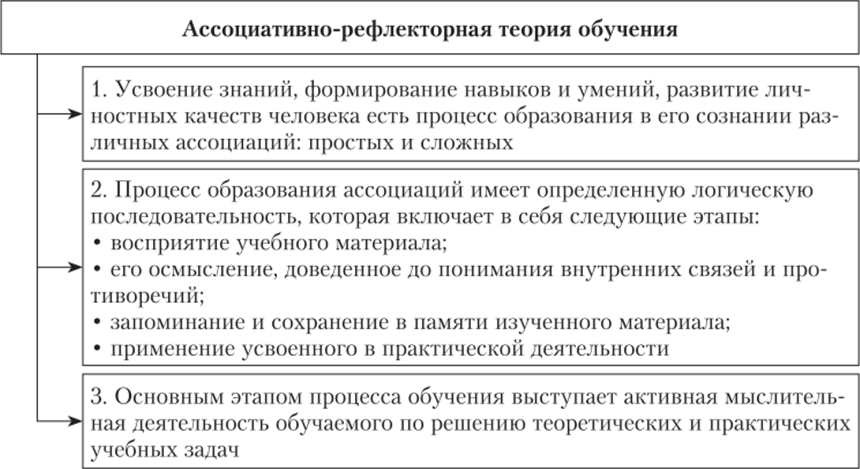 Ассоциативно-рефлекторная теория обучения
1. Усвоение знаний, формирование навыков и умений, развитие лич-
ностных качеств человека есть процесс образования в его сознании раз-
личных ассоциаций: простых и сложных
2. Процесс образования ассоциаций имеет определенную логическую
последовательность, которая включает в себя следующие этапы:
• восприятие учебного материала;
• его осмысление, доведенное до понимания внутренних связей и про-
тиворечий;
• запоминание и сохранение в памяти изученного материала;
• применение усвоенного в практической деятельности
3. Основным этапом процесса обучения выступает активная мыслитель-
ная деятельность обучаемого по решению теоретических и практических
учебных задач